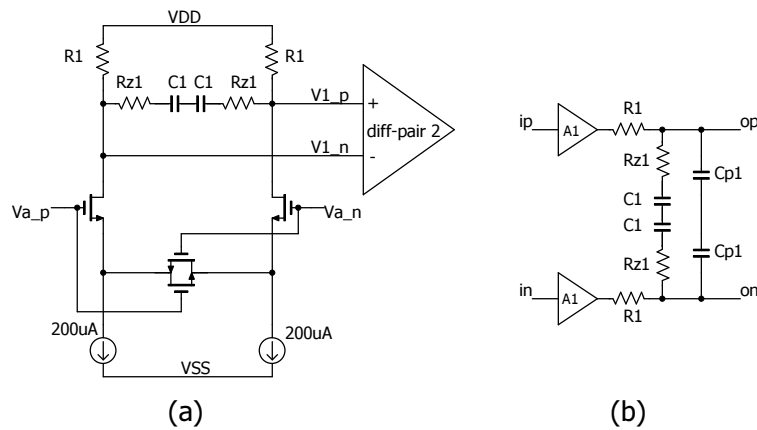 VDD
R1
R1
Rz1
C1
C1
Rz1
V1_p
+
diff-pair 2
V1_n
-
Va_p
Va_n
200uA
200uA
VSS
(a)
ip
A1
R1
op
Rz1
C1
C1
Cp1
Cp1
Rz1
in
A1
R1
on
(b)